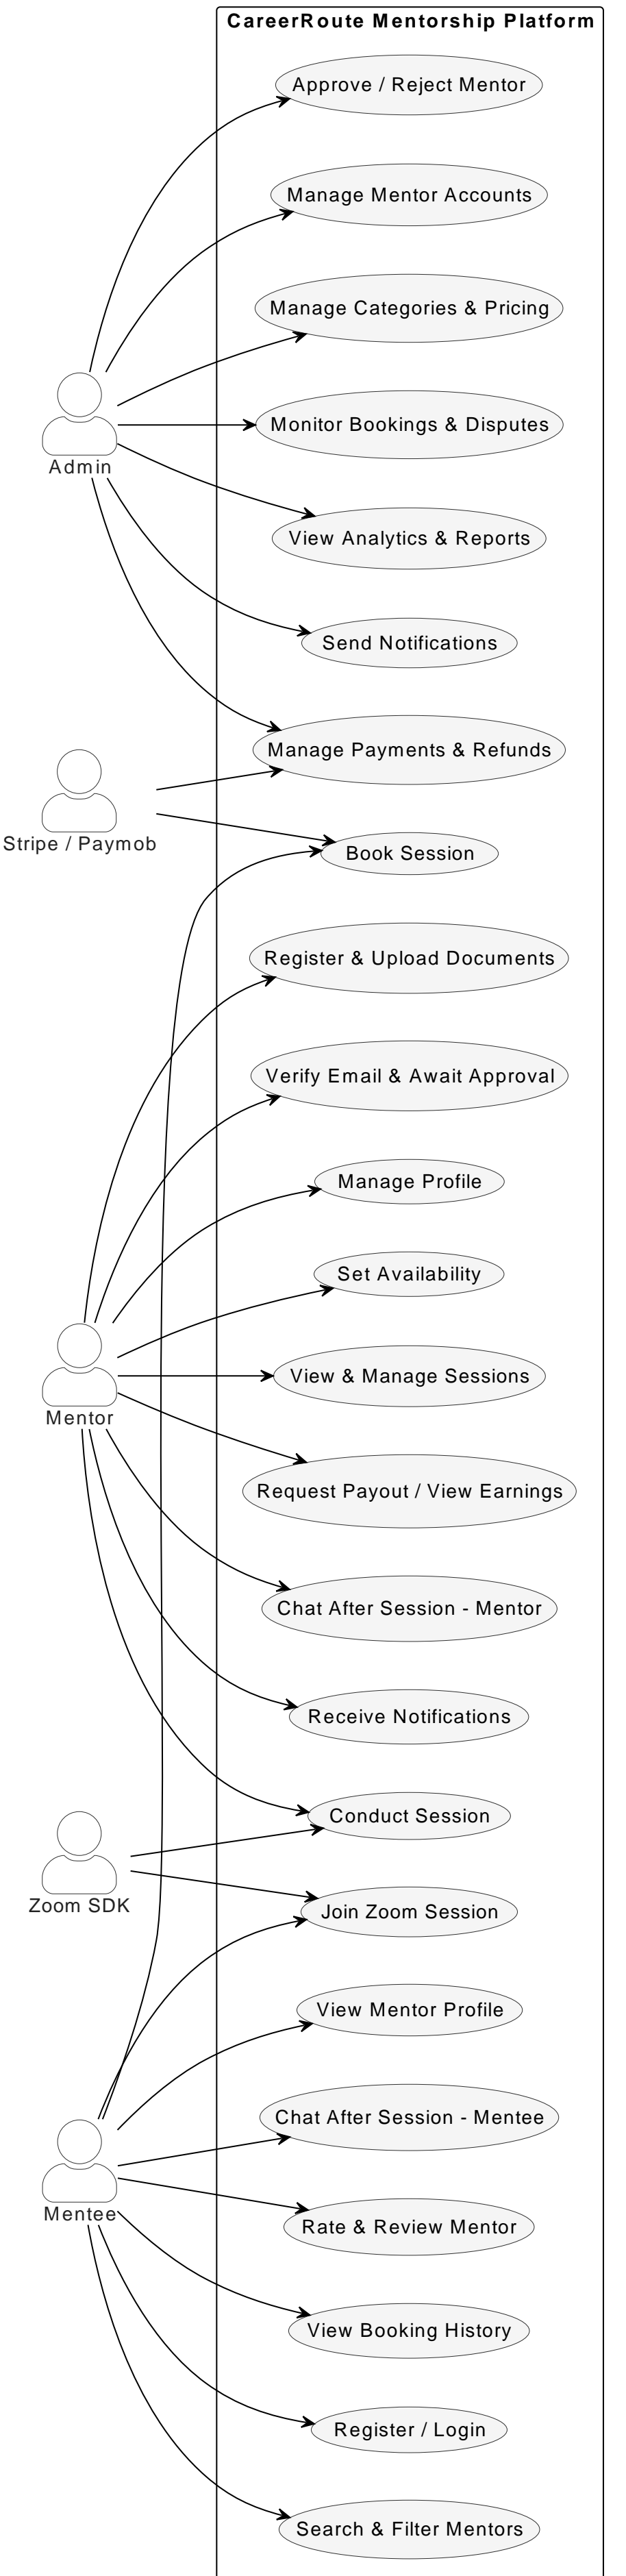 CareerRoute Mentorship Platform
Approve / Reject Mentor
Manage Mentor Accounts
Manage Categories & Pricing
Monitor Bookings & Disputes
Admin
View Analytics & Reports
Send Notifications
Manage Payments & Refunds
Stripe / Paymob
Book Session
Register & Upload Documents
Verify Email & Await Approval
Manage Profile
Set Availability
View & Manage Sessions
Mentor
Request Payout / View Earnings
Chat After Session - Mentor
Receive Notifications
Conduct Session
Zoom SDK
Join Zoom Session
View Mentor Profile
Chat After Session - Mentee
Mentee
Rate & Review Mentor
View Booking History
Register / Login
Search & Filter Mentors